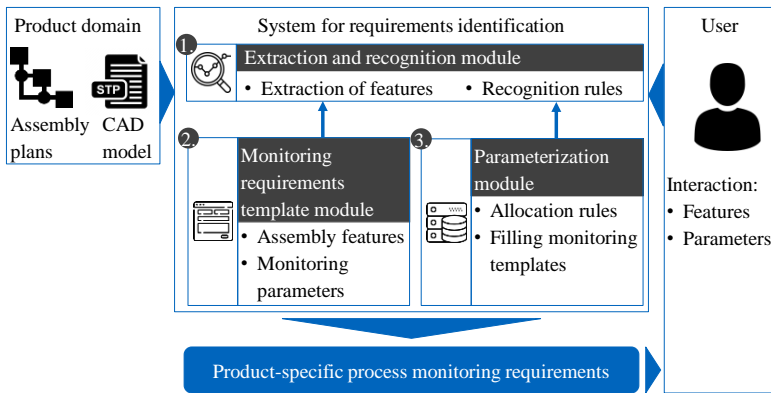 Product domain
STP
Assembly
plans
CAD
model
System for requirements identification
1.
Extraction and recognition module
• Extraction of features
• Recognition rules
2.
Monitoring
requirements
template module
• Assembly features
• Monitoring
parameters
3.
Parameterization
module
• Allocation rules
• Filling monitoring
templates
User
Interaction:
• Features
• Parameters
Product-specific process monitoring requirements